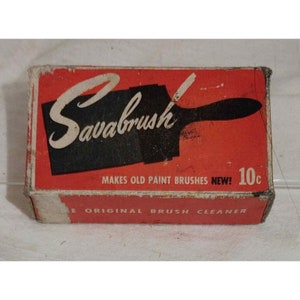 Savabrush
MAKES OLD PAINT BRUSHES NEW! 10c
ORIGINAL BRUSH CLEANER